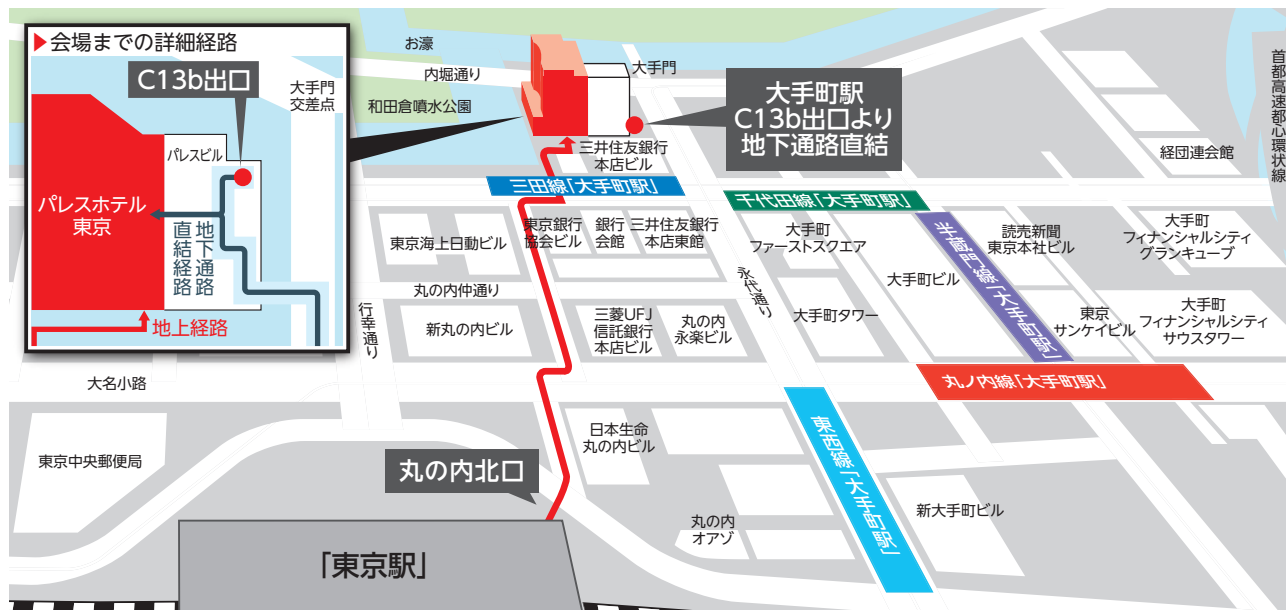 ▶会場までの詳細経路
C13b出口
大手門
交差点
パレスビル
パレスホテル
東京
地下通路
直結経路
地上経路
お濠
内堀通り
和田倉噴水公園
大手門
大手町駅
C13b出口より
地下通路直結
首都高速都心環状線
経団連会館
三井住友銀行
本店ビル
三田線「大手町駅」
千代田線「大手町駅」
半蔵門線「大手町駅」
東京海上日動ビル
東京銀行
協会ビル
銀行
会館
三井住友銀行
本店東館
大手町
ファーストスクエア
読売新聞
東京本社ビル
大手町
フィナンシャルシティ
グランキューブ
丸の内仲通り
永代通り
大手町ビル
行幸通り
新丸の内ビル
三菱UFJ
信託銀行
本店ビル
丸の内
永楽ビル
大手町タワー
東京
サンケイビル
大手町
フィナンシャルシティ
サウスタワー
大名小路
丸ノ内線「大手町駅」
東西線「大手町駅」
東京中央郵便局
日本生命
丸の内ビル
丸の内北口
丸の内
オアゾ
新大手町ビル
「東京駅」